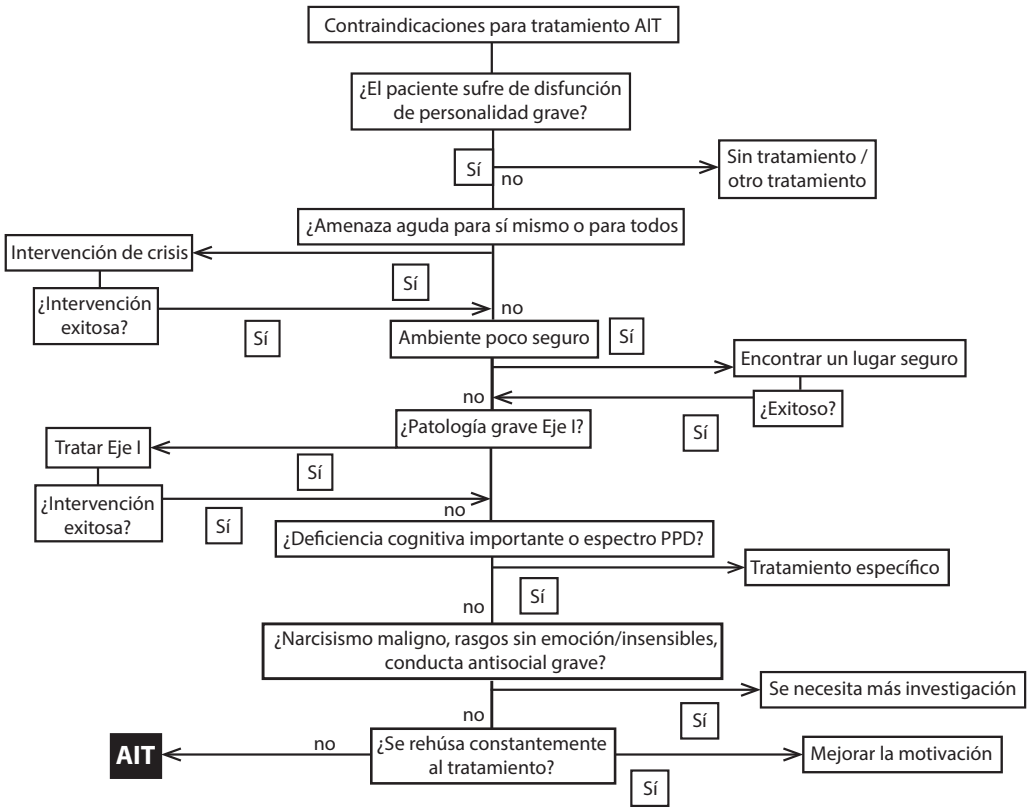 Contraindicaciones para tratamiento AIT
¿El paciente sufre de disfunción
de personalidad grave?
Sí
no
Sin tratamiento /
otro tratamiento
¿Amenaza aguda para sí mismo o para todos
Intervención de crisis
Sí
¿Intervención
exitosa?
Sí
no
Ambiente poco seguro
Sí
Encontrar un lugar seguro
no
¿Exitoso?
Sí
¿Patología grave Eje I?
Tratar Eje I
Sí
¿Intervención
exitosa?
Sí
no
¿Deficiencia cognitiva importante o espectro PPD?
Tratamiento específico
Sí
no
¿Narcisismo maligno, rasgos sin emoción/insensibles,
conducta antisocial grave?
Se necesita más investigación
no
Sí
AIT
no
¿Se rehúsa constantemente
al tratamiento?
Mejorar la motivación
Sí